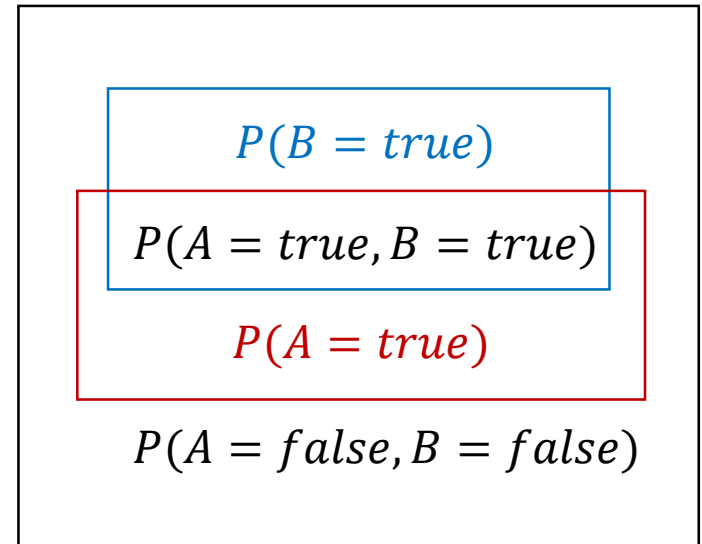 P(B = true)
P(A = true, B = true)
P(A = true)
P(A = false, B = false)